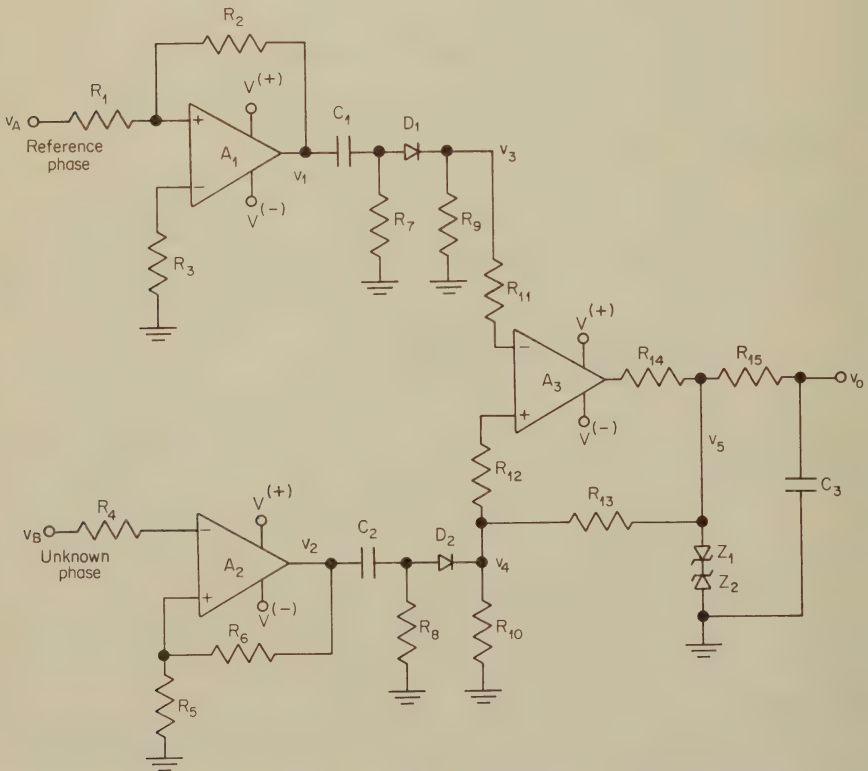 R2
R1
V(+)
vA
Reference
phase
+
A1
−
v1
C1
D1
v3
V(−)
R3
R7
R9
R11
V(+)
−
A3
+
V(−)
R14
R15
vo
v5
R12
R13
C3
R4
V(+)
vB
Unknown
phase
−
A2
+
v2
C2
D2
v4
V(−)
Z1
Z2
R6
R8
R10
R5